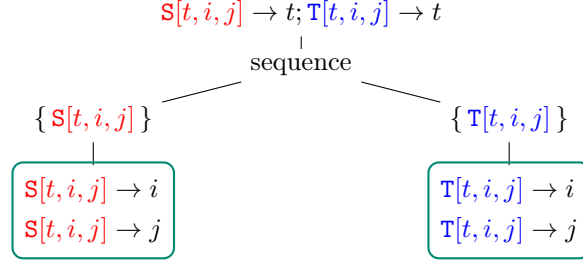 S[t, i, j] → t; T[t, i, j] → t
sequence
{ S[t, i, j] }
{ T[t, i, j] }
S[t, i, j] → i
S[t, i, j] → j
T[t, i, j] → i
T[t, i, j] → j